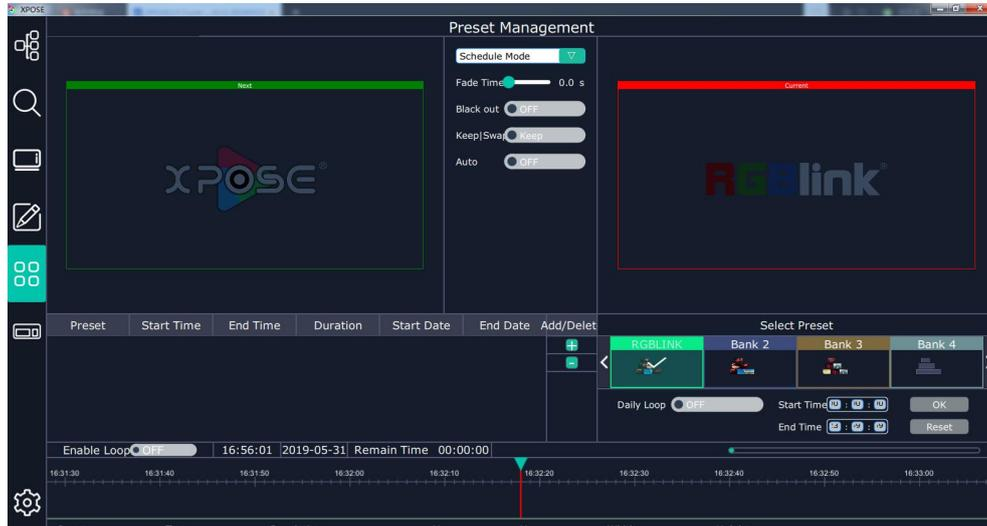 XPOSE
Preset Management
Schedule Mode
Fade Time 0.0 s
Black out OFF
Keep|Swap Keep
Auto OFF
Next
XPOSE®
Current
RGBlink®
Preset Start Time End Time Duration Start Date End Date Add/Delet
Select Preset
RGBLINK Bank 2 Bank 3 Bank 4
Daily Loop OFF
Start Time : : OK
End Time : : Reset
Enable Loop OFF 16:56:01 2019-05-31 Remain Time 00:00:00
16:31:30 16:31:40 16:31:50 16:32:00 16:32:10 16:32:20 16:32:30 16:32:40 16:32:50 16:33:00